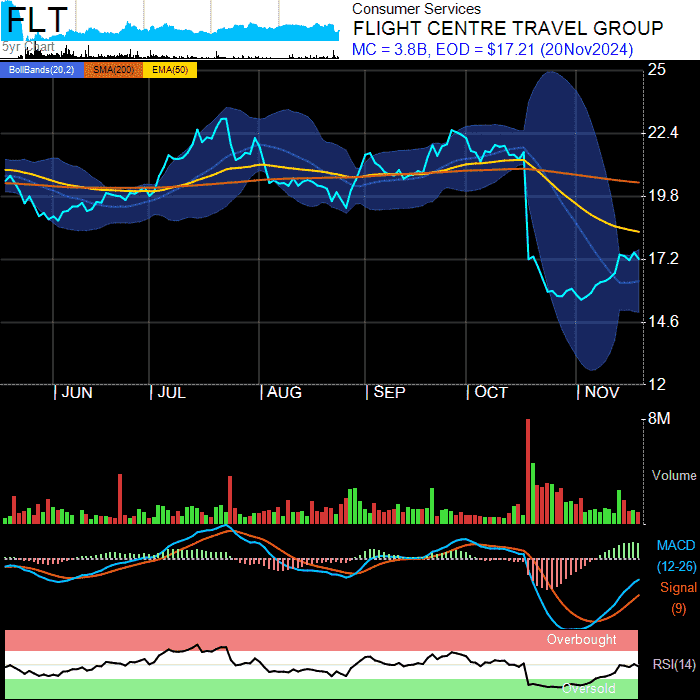 FLT
5yr Chart
Consumer Services
FLIGHT CENTRE TRAVEL GROUP
MC = 3.8B, EOD = $17.21 (20Nov2024)
BollBands(20,2) SMA(200) EMA(50)
25
22.4
19.8
17.2
14.6
12
JUN JUL AUG SEP OCT NOV
8M
Volume
MACD
(12-26)
Signal
(9)
Overbought
RSI(14)
Oversold